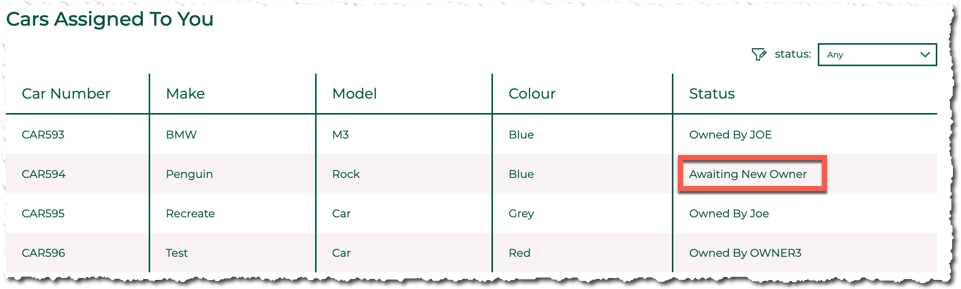 Cars Assigned To You
status: Any
Car Number Make Model Colour Status
CAR593 BMW M3 Blue Owned By JOE
CAR594 Penguin Rock Blue Awaiting New Owner
CAR595 Recreate Car Grey Owned By Joe
CAR596 Test Car Red Owned By OWNER3